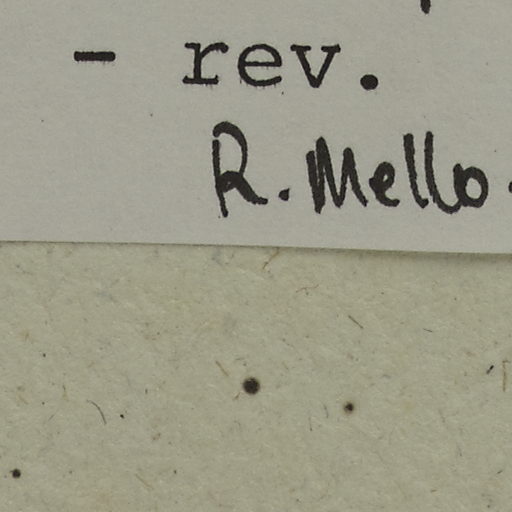 - rev.
R. Mello.